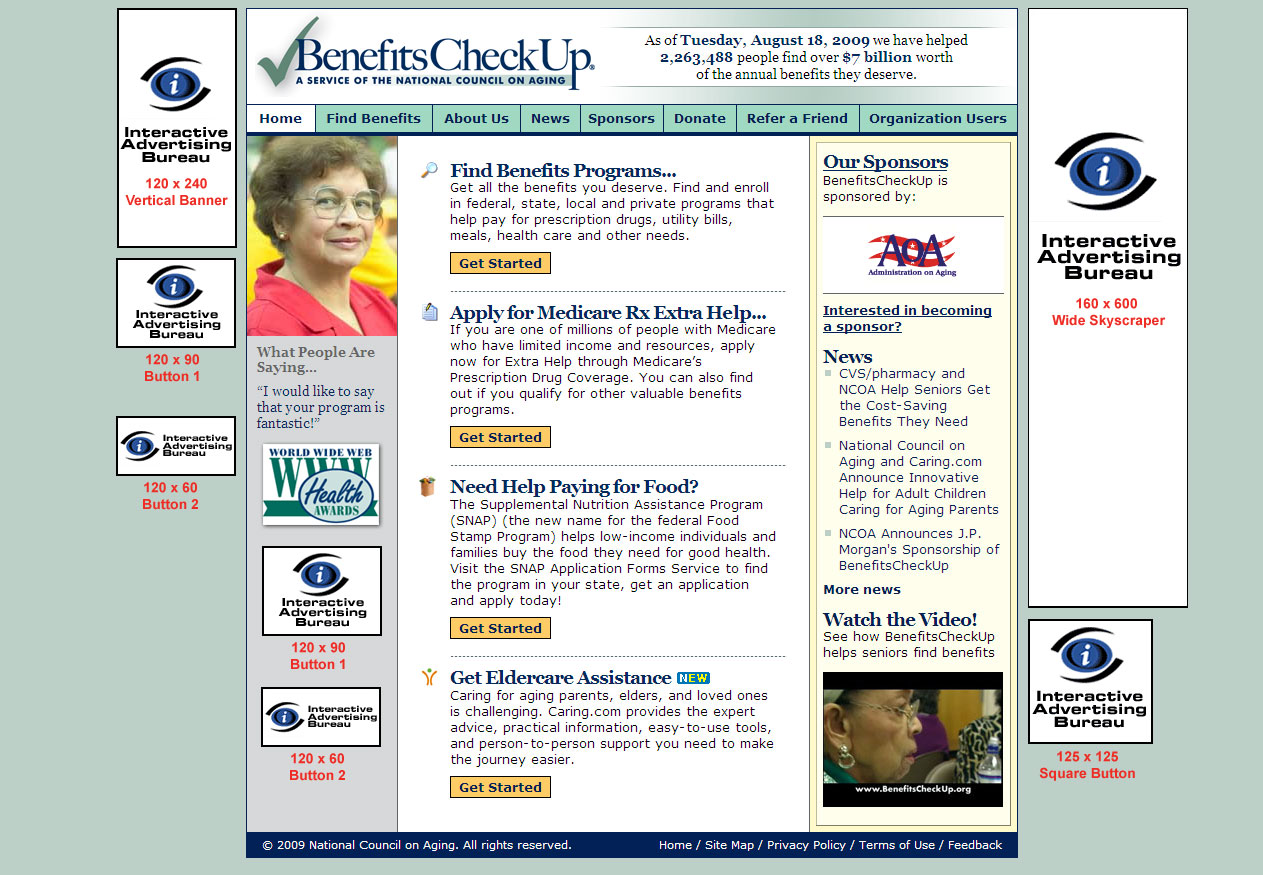 Interactive
Advertising
Bureau
120 x 240
Vertical Banner
Interactive
Advertising
Bureau
120 x 90
Button 1
Interactive
Advertising
Bureau
120 x 60
Button 2
BenefitsCheckUp®
A SERVICE OF THE NATIONAL COUNCIL ON AGING
As of Tuesday, August 18, 2009 we have helped
2,263,488 people find over $7 billion worth
of the annual benefits they deserve.
Home Find Benefits About Us News Sponsors Donate Refer a Friend Organization Users
What People Are
Saying...
“I would like to say
that your program is
fantastic!”
WORLD WIDE WEB
WWW
Health
AWARDS
Interactive
Advertising
Bureau
120 x 90
Button 1
Interactive
Advertising
Bureau
120 x 60
Button 2
Find Benefits Programs...
Get all the benefits you deserve. Find and enroll
in federal, state, local and private programs that
help pay for prescription drugs, utility bills,
meals, health care and other needs.
Get Started
Apply for Medicare Rx Extra Help...
If you are one of millions of people with Medicare
who have limited income and resources, apply
now for Extra Help through Medicare’s
Prescription Drug Coverage. You can also find
out if you qualify for other valuable benefits
programs.
Get Started
Need Help Paying for Food?
The Supplemental Nutrition Assistance Program
(SNAP) (the new name for the federal Food
Stamp Program) helps low-income individuals and
families buy the food they need for good health.
Visit the SNAP Application Forms Service to find
the program in your state, get an application
and apply today!
Get Started
Get Eldercare Assistance NEW
Caring for aging parents, elders, and loved ones
is challenging. Caring.com provides the expert
advice, practical information, easy-to-use tools,
and person-to-person support you need to make
the journey easier.
Get Started
Our Sponsors
BenefitsCheckUp is
sponsored by:
AOA
Administration on Aging
Interested in becoming
a sponsor?
News
CVS/pharmacy and
NCOA Help Seniors Get
the Cost-Saving
Benefits They Need
National Council on
Aging and Caring.com
Announce Innovative
Help for Adult Children
Caring for Aging Parents
NCOA Announces J.P.
Morgan's Sponsorship of
BenefitsCheckUp
More news
Watch the Video!
See how BenefitsCheckUp
helps seniors find benefits
www.BenefitsCheckUp.org
Interactive
Advertising
Bureau
160 x 600
Wide Skyscraper
Interactive
Advertising
Bureau
125 x 125
Square Button
© 2009 National Council on Aging. All rights reserved. Home / Site Map / Privacy Policy / Terms of Use / Feedback